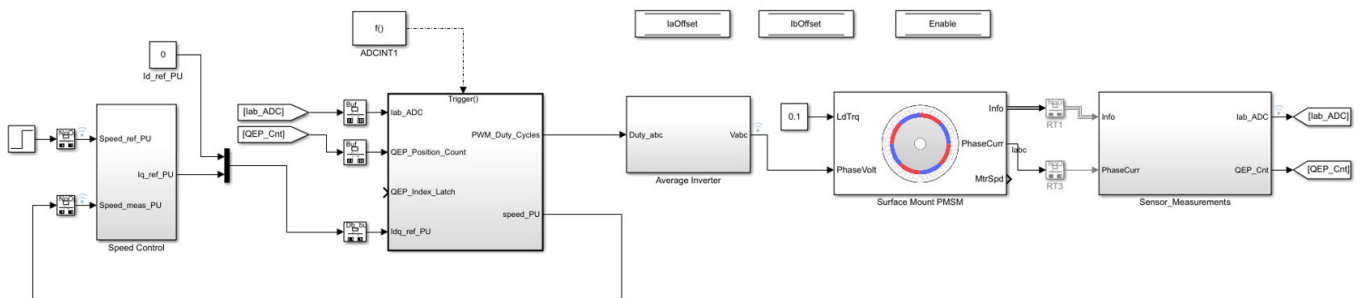 IaOffset
IbOffset
Enable
f()
ADCINT1
0
Id_ref_PU
Trigger()
[Iab_ADC]
Buf
Iab_ADC
[QEP_Cnt]
Buf
QEP_Position_Count
QEP_Index_Latch
Idq_ref_PU
PWM_Duty_Cycles
speed_PU
Speed_ref_PU
Speed_meas_PU
Iq_ref_PU
Speed Control
Duty_abc
Vabc
Average Inverter
0.1
LdTrq
PhaseVolt
Info
PhaseCurr
MtrSpd
Surface Mount PMSM
Iabc
RT1
RT3
Info
PhaseCurr
Iab_ADC
QEP_Cnt
Sensor_Measurements
[Iab_ADC]
[QEP_Cnt]